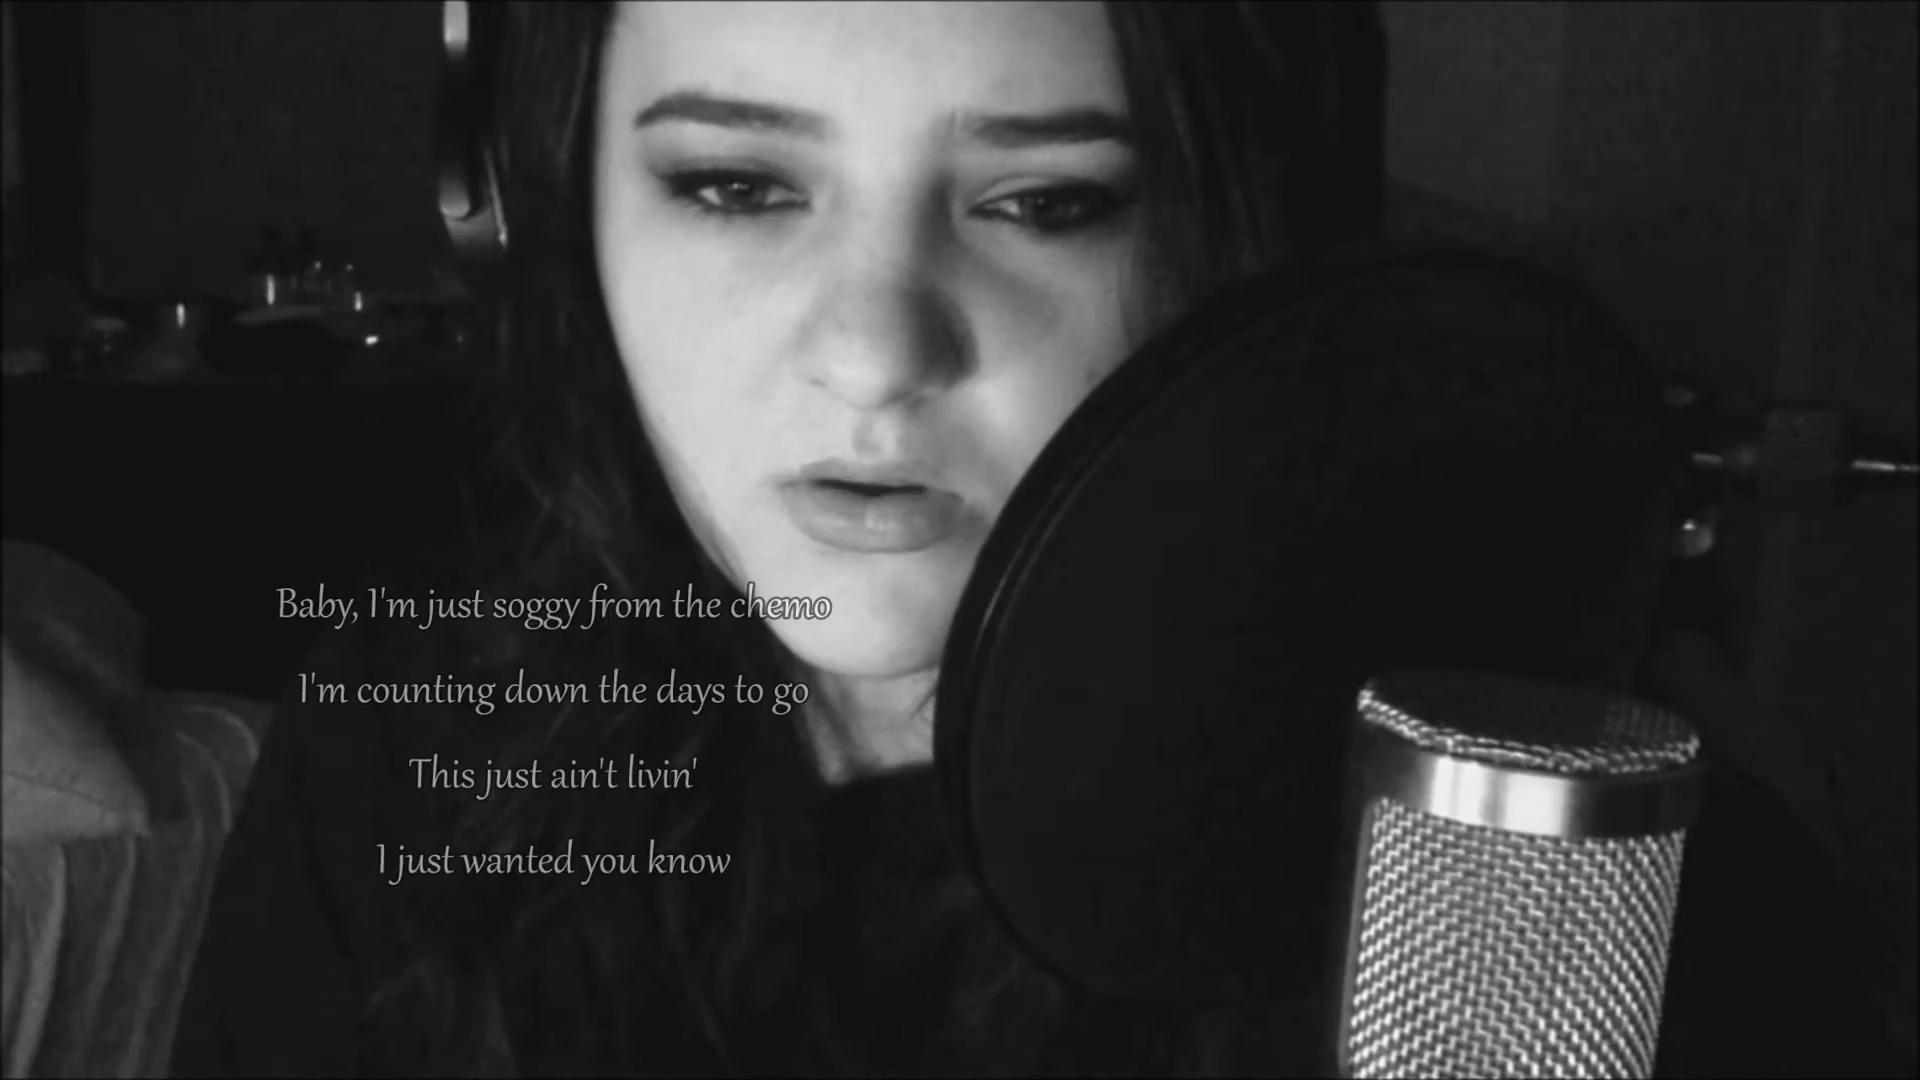 Baby, I'm just soggy from the chemo
I'm counting down the days to go
This just ain't livin'
I just wanted you know